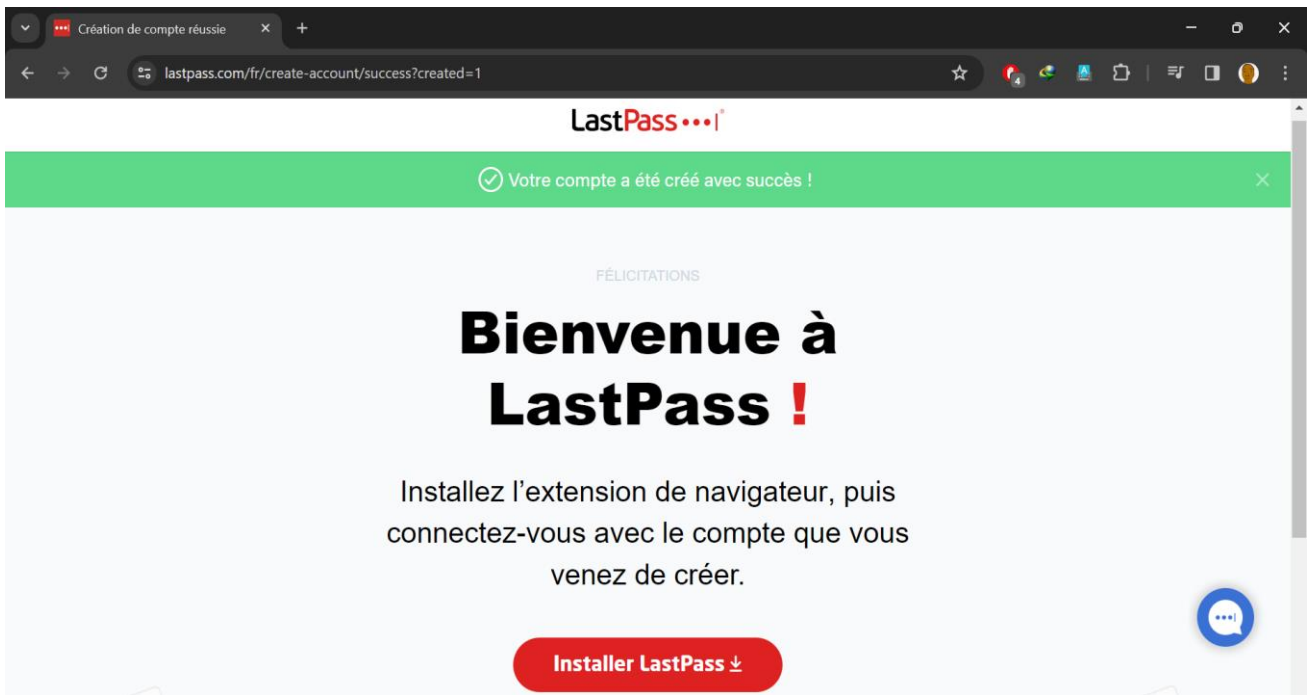 Création de compte réussie
lastpass.com/fr/create-account/success?created=1
4
LastPass
Votre compte a été créé avec succès !
FÉLICITATIONS
Bienvenue à
LastPass !
Installez l’extension de navigateur, puis
connectez-vous avec le compte que vous
venez de créer.
Installer LastPass